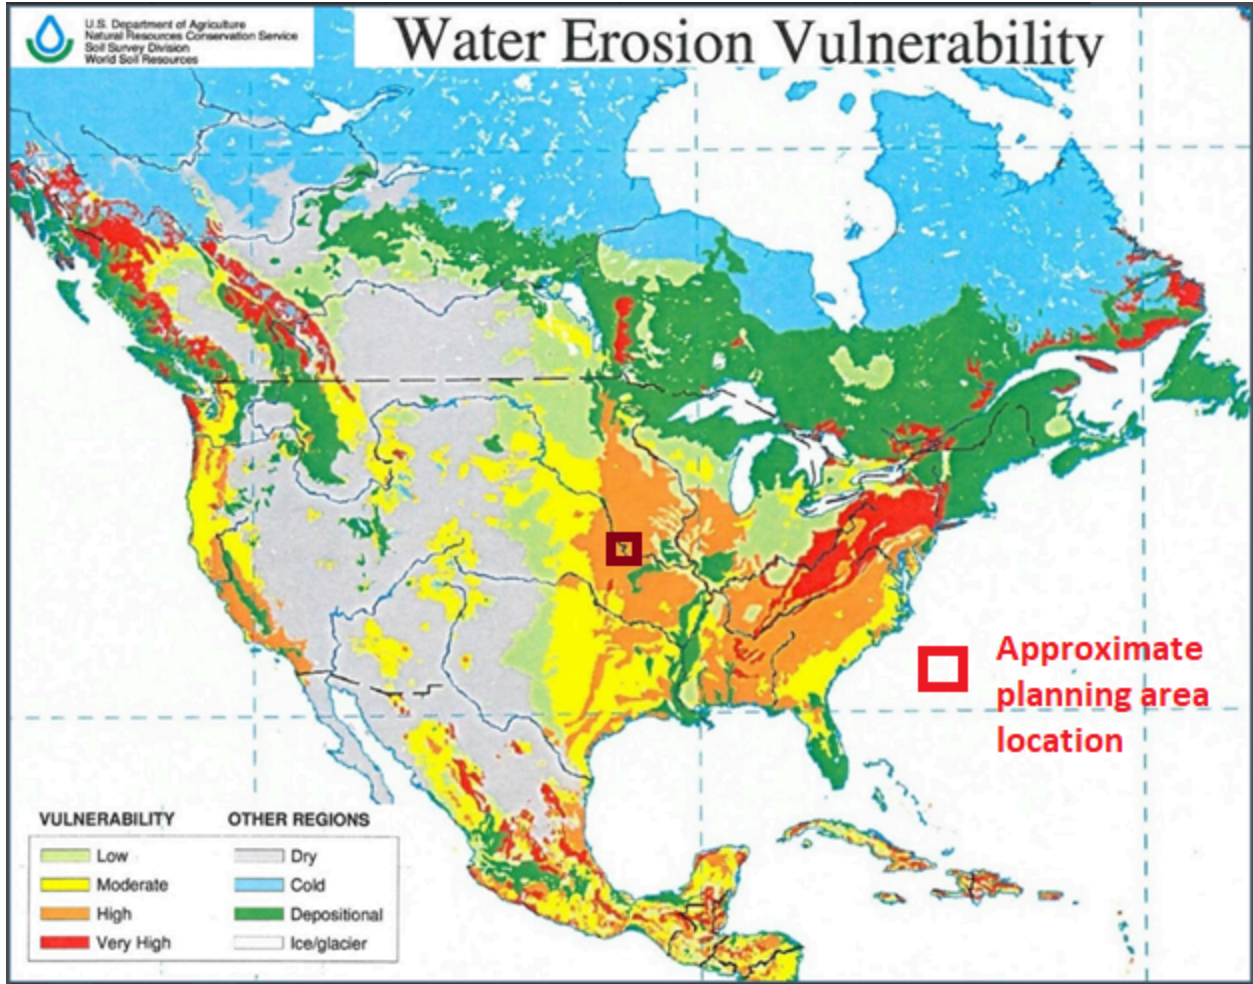 U.S. Department of Agriculture
Natural Resources Conservation Service
Soil Survey Division
World Soil Resources
Water Erosion Vulnerability
Approximate
planning area
location
VULNERABILITY
OTHER REGIONS
Low
Dry
Moderate
Cold
High
Depositional
Very High
Ice/glacier